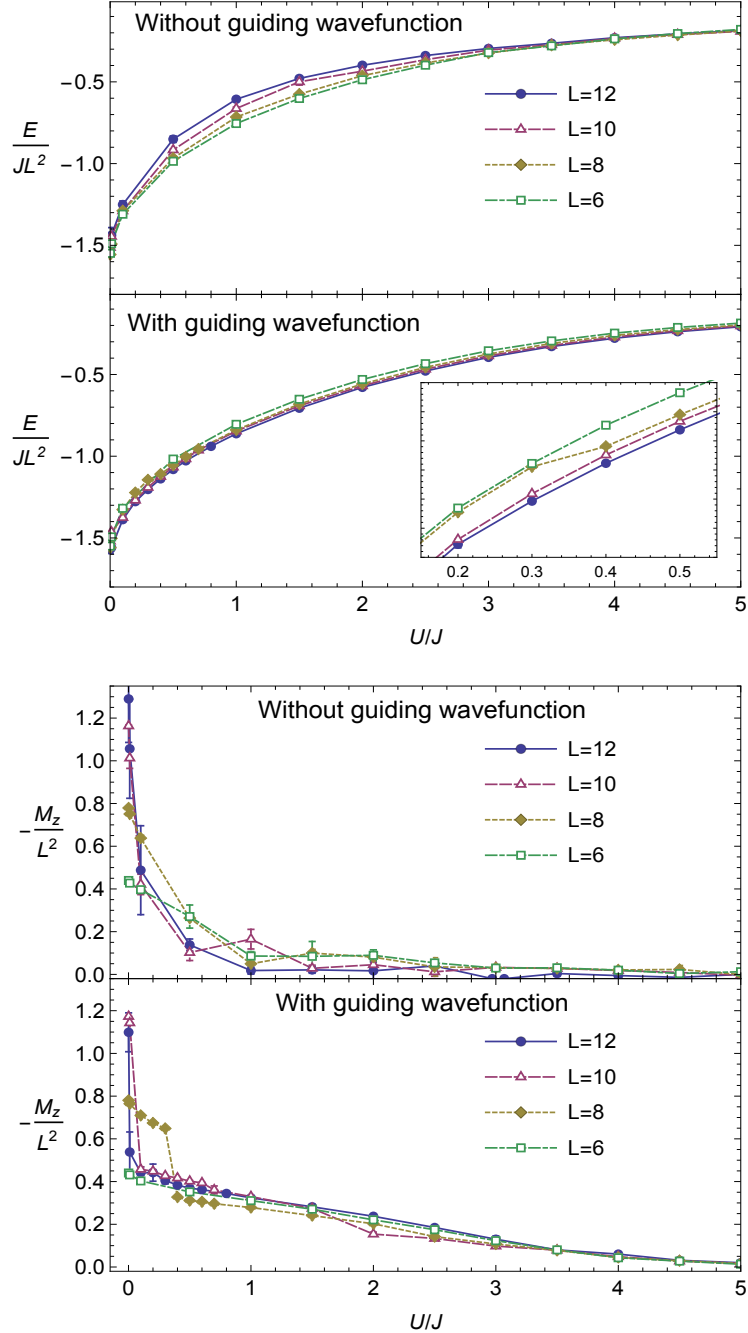 Without guiding wavefunction
−0.5
−1.0
−1.5
E
JL²
L=12
L=10
L=8
L=6
With guiding wavefunction
−0.5
−1.0
−1.5
E
JL²
0.2 0.3 0.4 0.5
0 1 2 3 4 5
U/J
Without guiding wavefunction
1.2
1.0
0.8
0.6
0.4
0.2
0.0
− M_z
L²
L=12
L=10
L=8
L=6
With guiding wavefunction
1.2
1.0
0.8
0.6
0.4
0.2
0.0
− M_z
L²
L=12
L=10
L=8
L=6
0 1 2 3 4 5
U/J